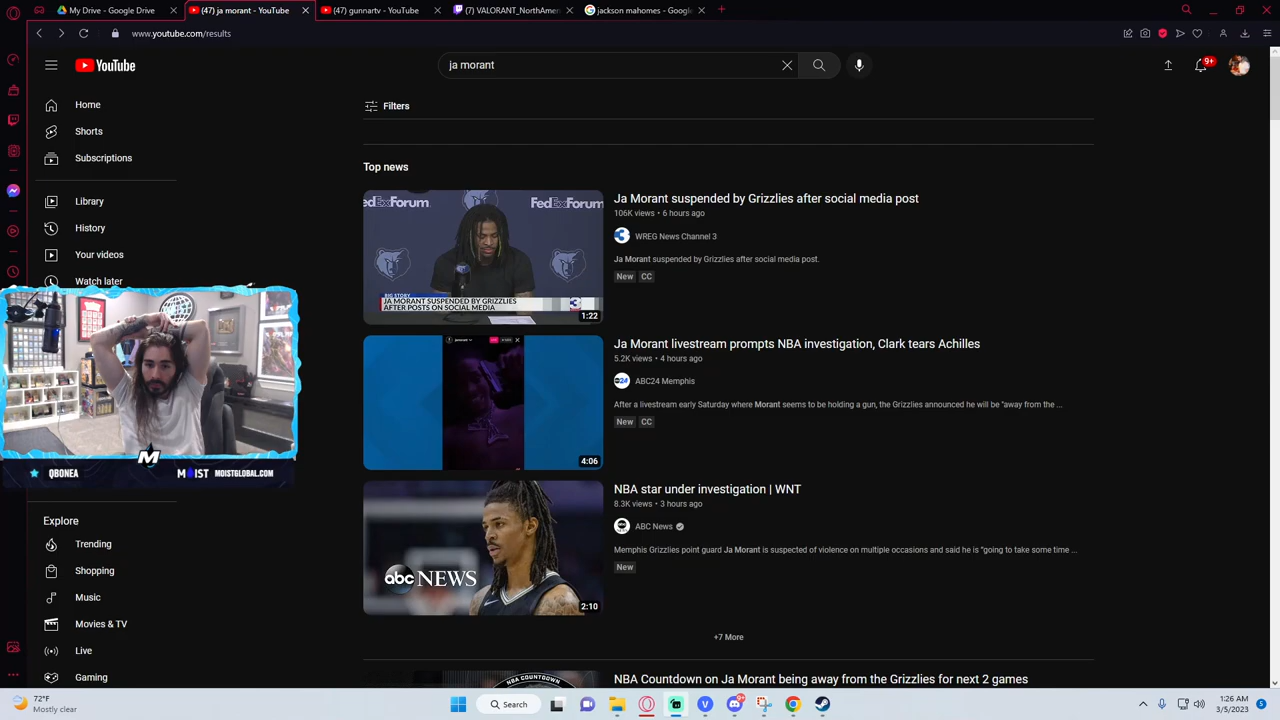 My Drive - Google Drive
(47) ja morant - YouTube
(47) gunnartv - YouTube
(7) VALORANT_NorthAmer
jackson mahomes - Google
www.youtube.com/results
YouTube
ja morant
9+
Home
Shorts
Subscriptions
Library
History
Your videos
Watch later
QBONEA
MOIST
MOISTGLOBAL.COM
Explore
Trending
Shopping
Music
Movies & TV
Live
Gaming
Filters
Top news
FedExForum
FedExForum
BIG STORY
JA MORANT SUSPENDED BY GRIZZLIES
AFTER POSTS ON SOCIAL MEDIA
1:22
Ja Morant suspended by Grizzlies after social media post
106K views • 6 hours ago
WREG News Channel 3
Ja Morant suspended by Grizzlies after social media post.
New CC
4:06
Ja Morant livestream prompts NBA investigation, Clark tears Achilles
5.2K views • 4 hours ago
ABC24 Memphis
After a livestream early Saturday where Morant seems to be holding a gun, the Grizzlies announced he will be "away from the ...
New CC
abc NEWS
2:10
NBA star under investigation | WNT
8.3K views • 3 hours ago
ABC News
Memphis Grizzlies point guard Ja Morant is suspected of violence on multiple occasions and said he is "going to take some time ...
New
+7 More
NBA COUNTDOWN
NBA Countdown on Ja Morant being away from the Grizzlies for next 2 games
72°F
Mostly clear
Search
1:26 AM
3/5/2023
5